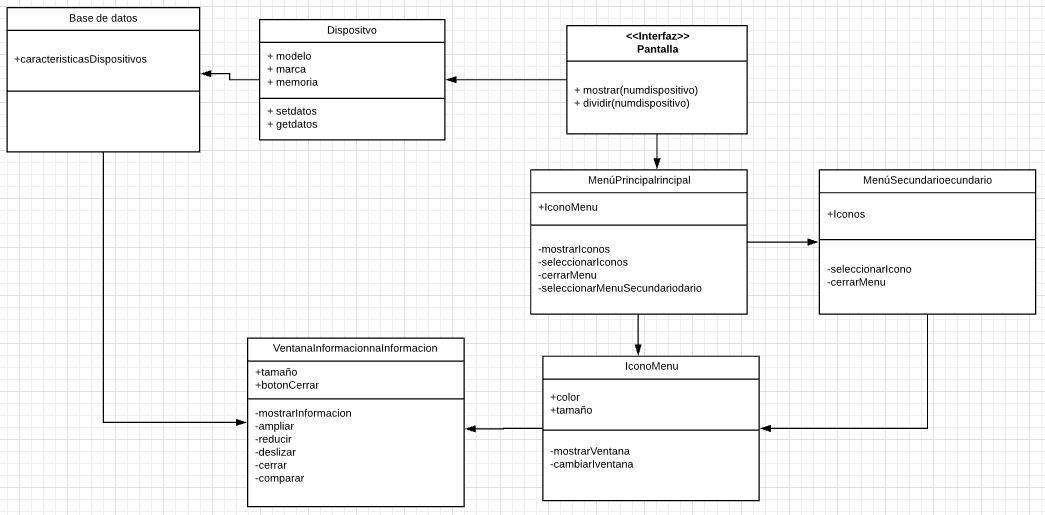 Base de datos
+caracteristicasDispositivos
Dispositvo
+ modelo
+ marca
+ memoria
+ setdatos
+ getdatos
<<Interfaz>>
Pantalla
+ mostrar(numdispositivo)
+ dividir(numdispositivo)
MenúPrincipalrincipal
+IconoMenu
-mostrarIconos
-seleccionarIconos
-cerrarMenu
-seleccionarMenuSecundariodario
MenúSecundarioecundario
+Iconos
-seleccionarIcono
-cerrarMenu
VentanaInformacionnaInformacion
+tamaño
+botonCerrar
-mostrarInformacion
-ampliar
-reducir
-deslizar
-cerrar
-comparar
IconoMenu
+color
+tamaño
-mostrarVentana
-cambiarIventana